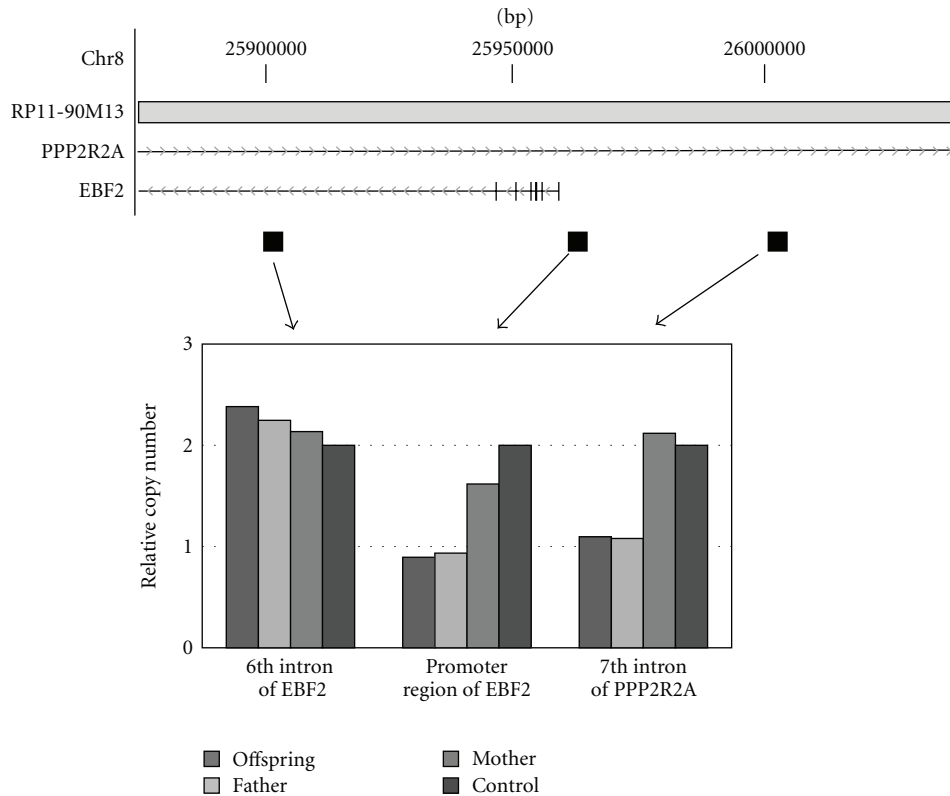 (bp)
Chr8
25900000 25950000 26000000
RP11-90M13
PPP2R2A
EBF2
Relative copy number
3
2
1
0
6th intron
of EBF2
Promoter
region of EBF2
7th intron
of PPP2R2A
Offspring
Father
Mother
Control